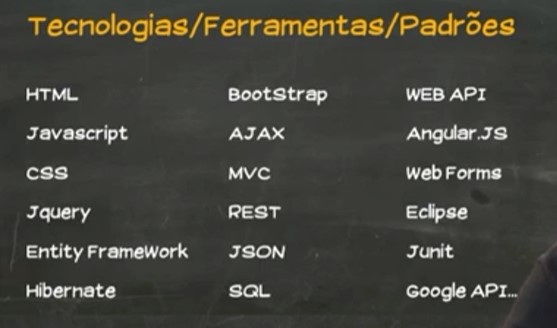 Tecnologias/Ferramentas/Padrões
HTML
Javascript
CSS
Jquery
Entity FrameWork
Hibernate
BootStrap
AJAX
MVC
REST
JSON
SQL
WEB API
Angular.JS
Web Forms
Eclipse
Junit
Google API...